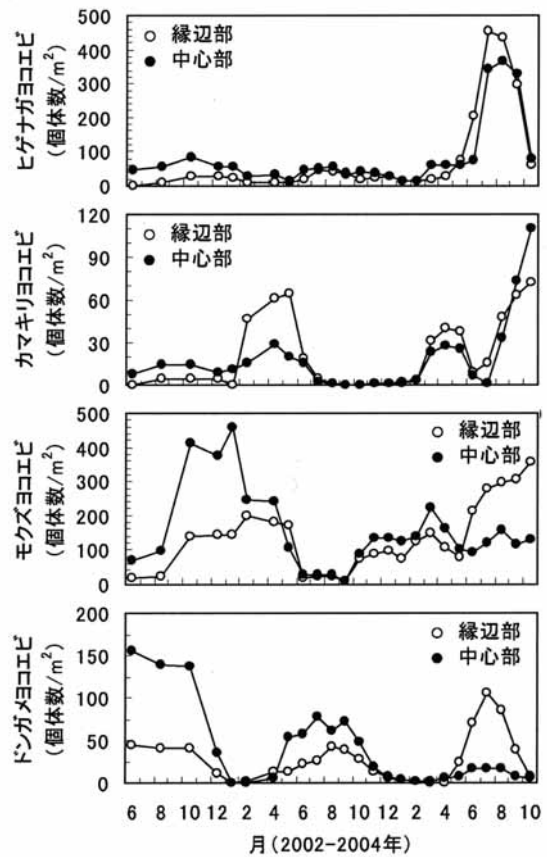 ヒゲナガヨコエビ
(個体数/m²)
500
400
300
200
100
0
縁辺部
中心部
カマキリヨコエビ
(個体数/m²)
120
90
60
30
0
縁辺部
中心部
モクズヨコエビ
(個体数/m²)
500
400
300
200
100
0
縁辺部
中心部
ドンガメヨコエビ
(個体数/m²)
200
150
100
50
0
縁辺部
中心部
6 8 10 12 2 4 6 8 10 12 2 4 6 8 10
月(2002-2004年)